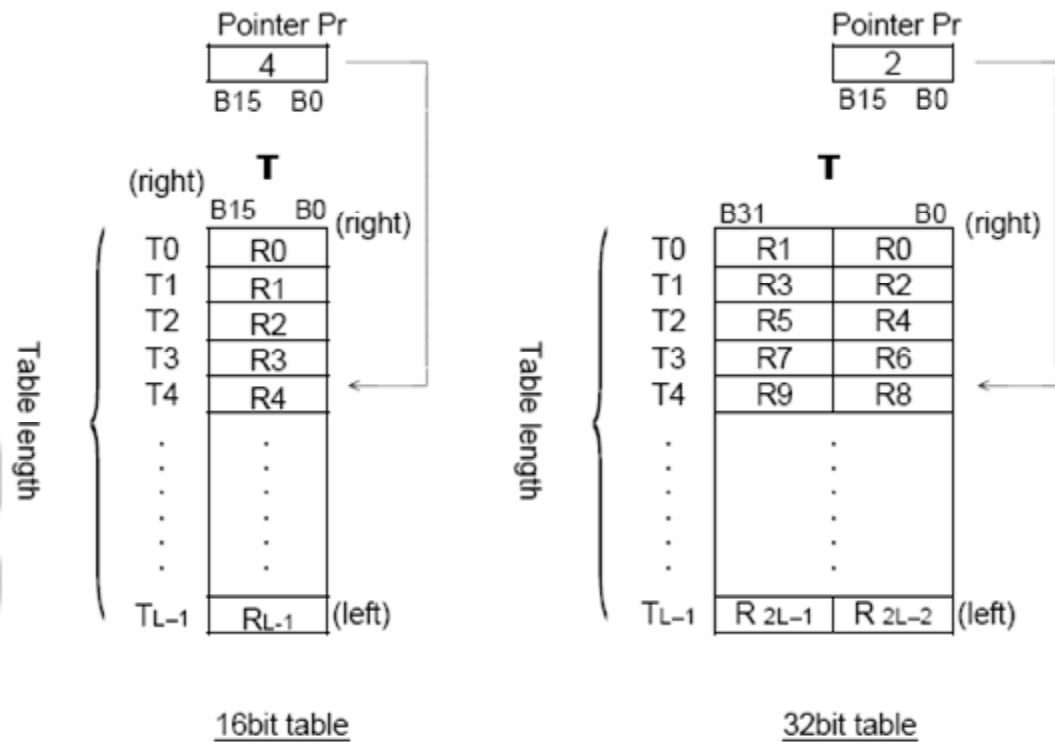 Pointer Pr
4
B15 B0
T
(right)
B15 B0
(right)
T0 R0
T1 R1
T2 R2
T3 R3
T4 R4
Table length
TL–1 RL-1 (left)
16bit table
Pointer Pr
2
B15 B0
T
B31 B0
(right)
T0 R1 R0
T1 R3 R2
T2 R5 R4
T3 R7 R6
T4 R9 R8
Table length
TL–1 R 2L–1 R 2L–2 (left)
32bit table